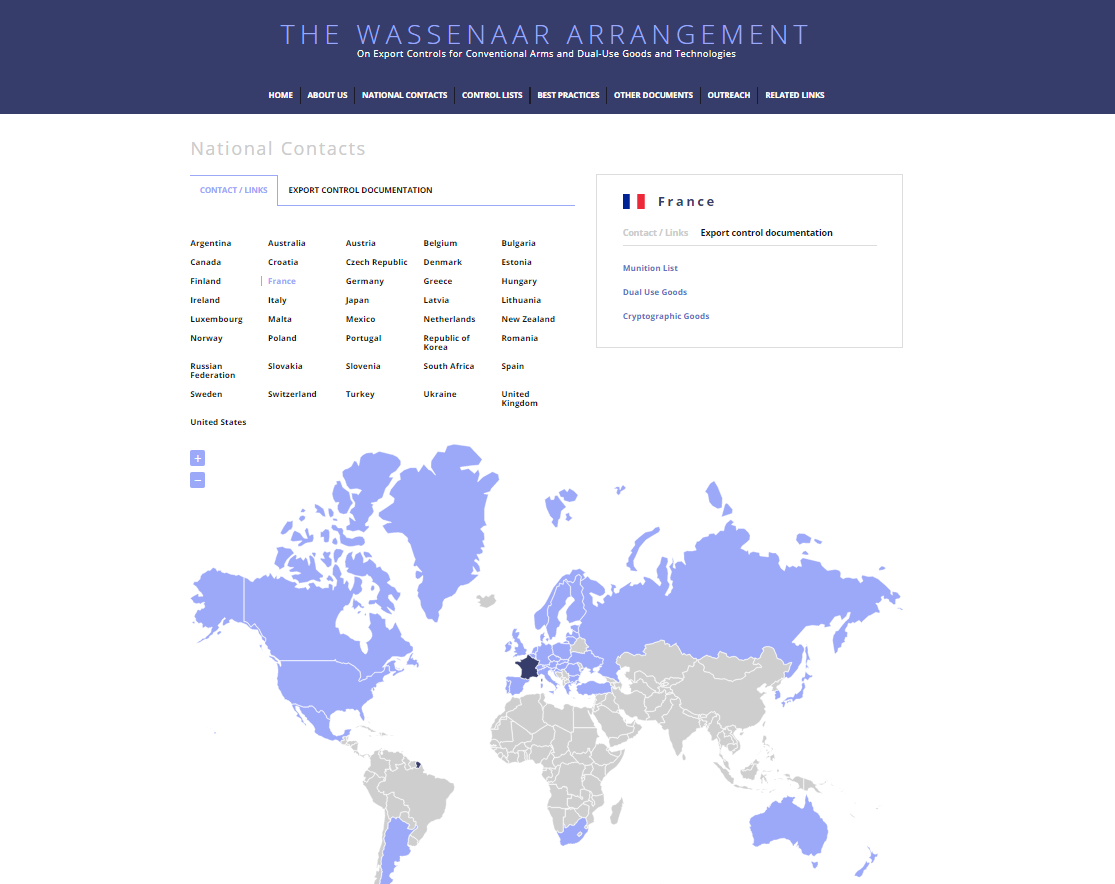 THE WASSENAAR ARRANGEMENT
On Export Controls for Conventional Arms and Dual-Use Goods and Technologies
HOME ABOUT US NATIONAL CONTACTS CONTROL LISTS BEST PRACTICES OTHER DOCUMENTS OUTREACH RELATED LINKS
National Contacts
CONTACT / LINKS EXPORT CONTROL DOCUMENTATION
Argentina Australia Austria Belgium Bulgaria
Canada Croatia Czech Republic Denmark Estonia
Finland France Germany Greece Hungary
Ireland Italy Japan Latvia Lithuania
Luxembourg Malta Mexico Netherlands New Zealand
Norway Poland Portugal Republic of Korea Romania
Russian Federation Slovakia Slovenia South Africa Spain
Sweden Switzerland Turkey Ukraine United Kingdom
United States
France
Contact / Links Export control documentation
Munition List
Dual Use Goods
Cryptographic Goods
+
−